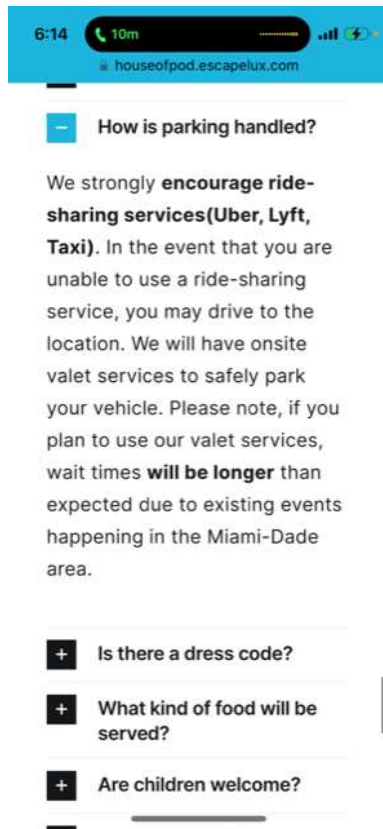 6:14
10m
houseofpod.escapelux.com
How is parking handled?
We strongly encourage ride-
sharing services(Uber, Lyft,
Taxi). In the event that you are
unable to use a ride-sharing
service, you may drive to the
location. We will have onsite
valet services to safely park
your vehicle. Please note, if you
plan to use our valet services,
wait times will be longer than
expected due to existing events
happening in the Miami-Dade
area.
Is there a dress code?
What kind of food will be
served?
Are children welcome?